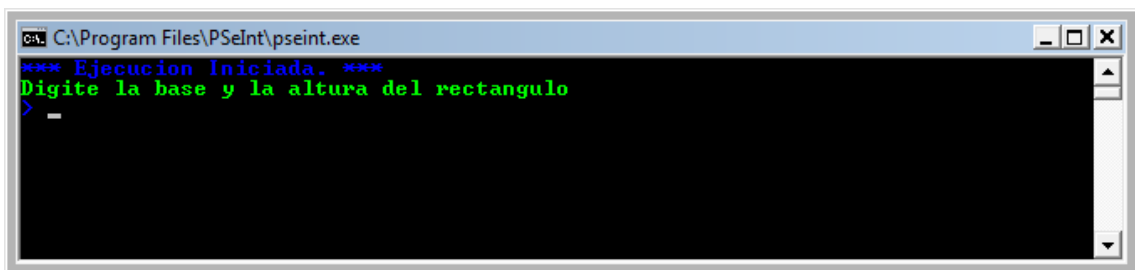 C:\Program Files\PSeInt\pseint.exe
*** Ejecucion Iniciada. ***
Digite la base y la altura del rectangulo
> _